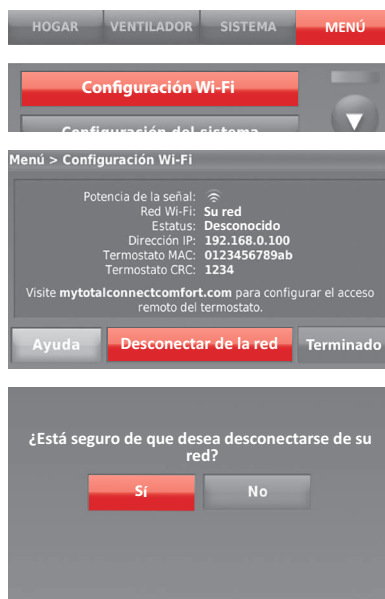 HOGAR VENTILADOR SISTEMA MENÚ
Configuración Wi-Fi
Configuración del sistema
Menú > Configuración Wi-Fi
Potencia de la señal:
Red Wi-Fi: Su red
Estatus: Desconocido
Dirección IP: 192.168.0.100
Termostato MAC: 0123456789ab
Termostato CRC: 1234
Visite mytotalconnectcomfort.com para configurar el acceso
remoto del termostato.
Ayuda Desconectar de la red Terminado
¿Está seguro de que desea desconectarse de su
red?
Sí No